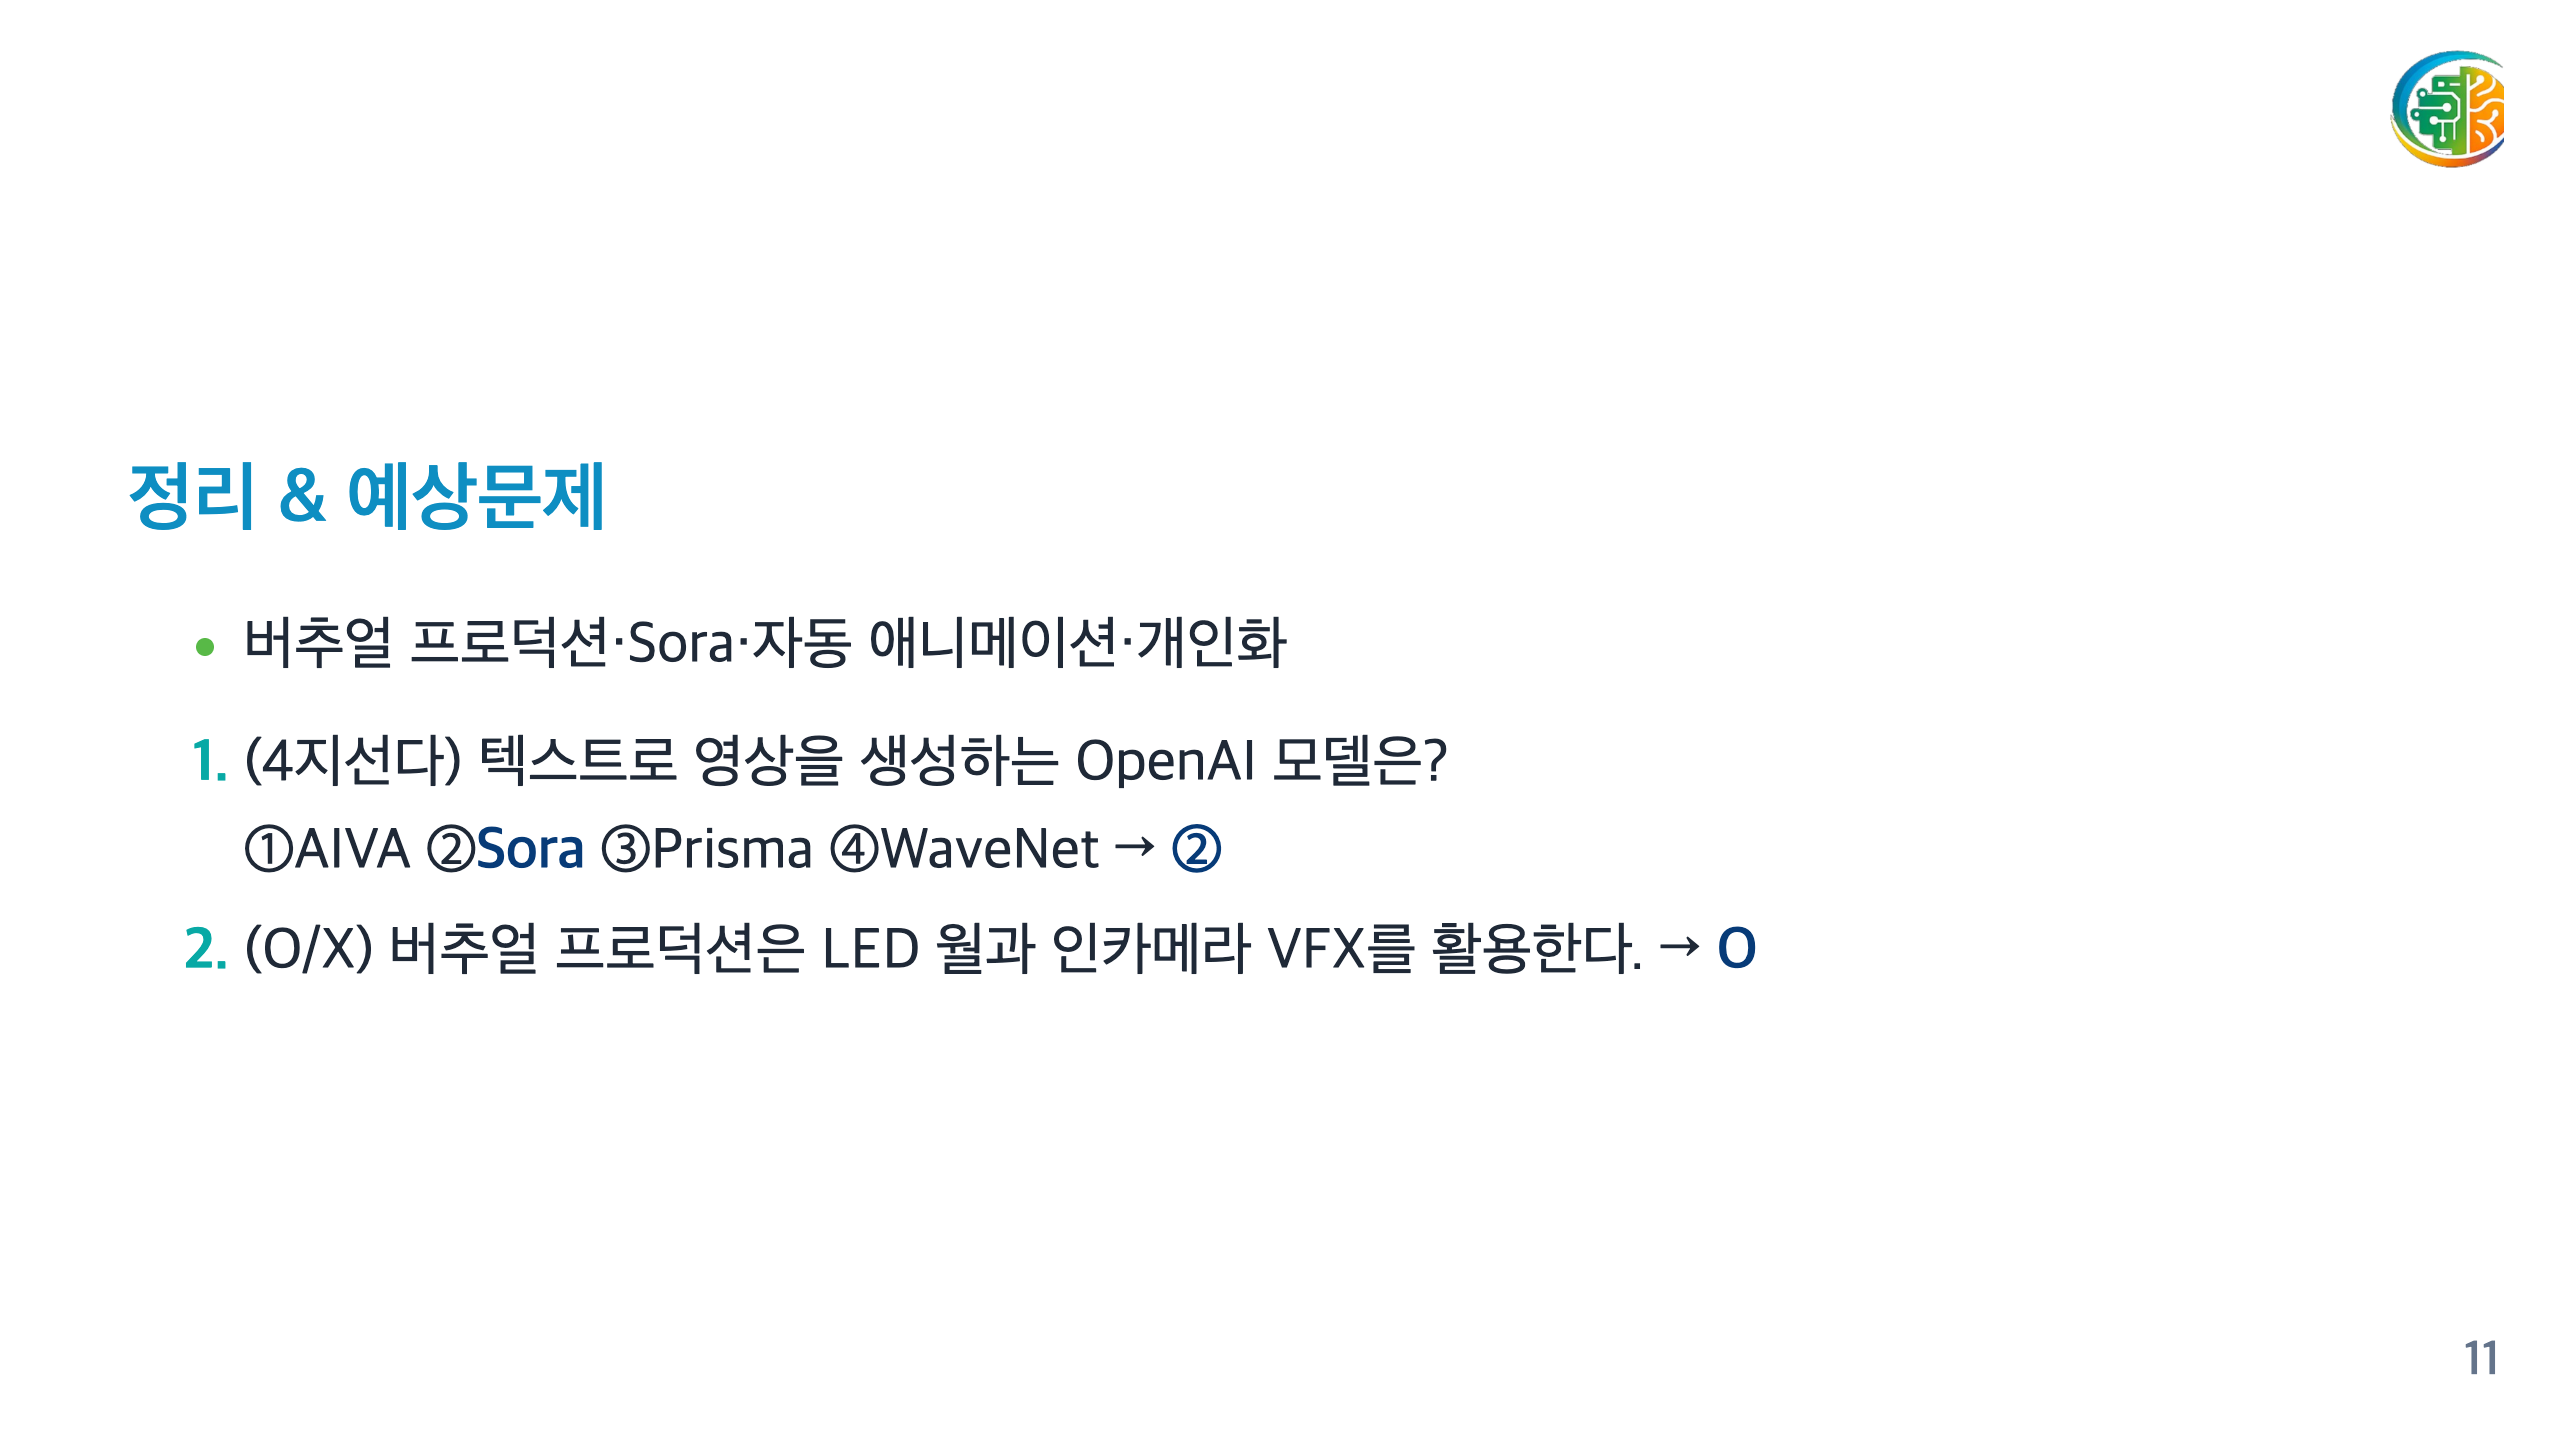 정리 & 예상문제
• 버추얼 프로덕션·Sora·자동 애니메이션·개인화
1. (4지선다) 텍스트로 영상을 생성하는 OpenAI 모델은?
①AIVA ②Sora ③Prisma ④WaveNet → ②
2. (O/X) 버추얼 프로덕션은 LED 월과 인카메라 VFX를 활용한다. → O
11